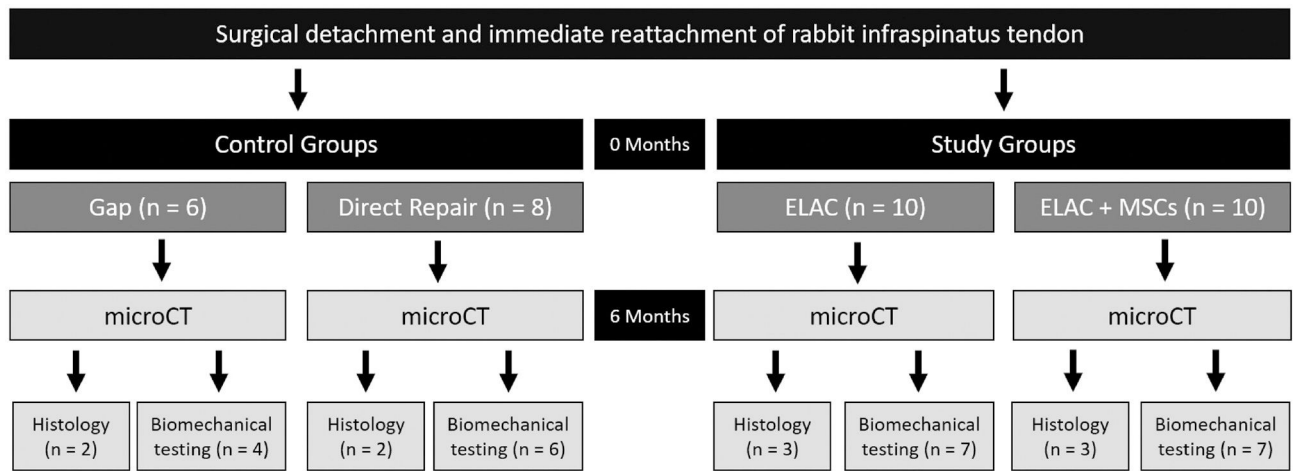 Surgical detachment and immediate reattachment of rabbit infraspinatus tendon
Control Groups
0 Months
Study Groups
Gap (n = 6)
Direct Repair (n = 8)
ELAC (n = 10)
ELAC + MSCs (n = 10)
microCT
microCT
6 Months
microCT
microCT
Histology
(n = 2)
Biomechanical
testing (n = 4)
Histology
(n = 2)
Biomechanical
testing (n = 6)
Histology
(n = 3)
Biomechanical
testing (n = 7)
Histology
(n = 3)
Biomechanical
testing (n = 7)